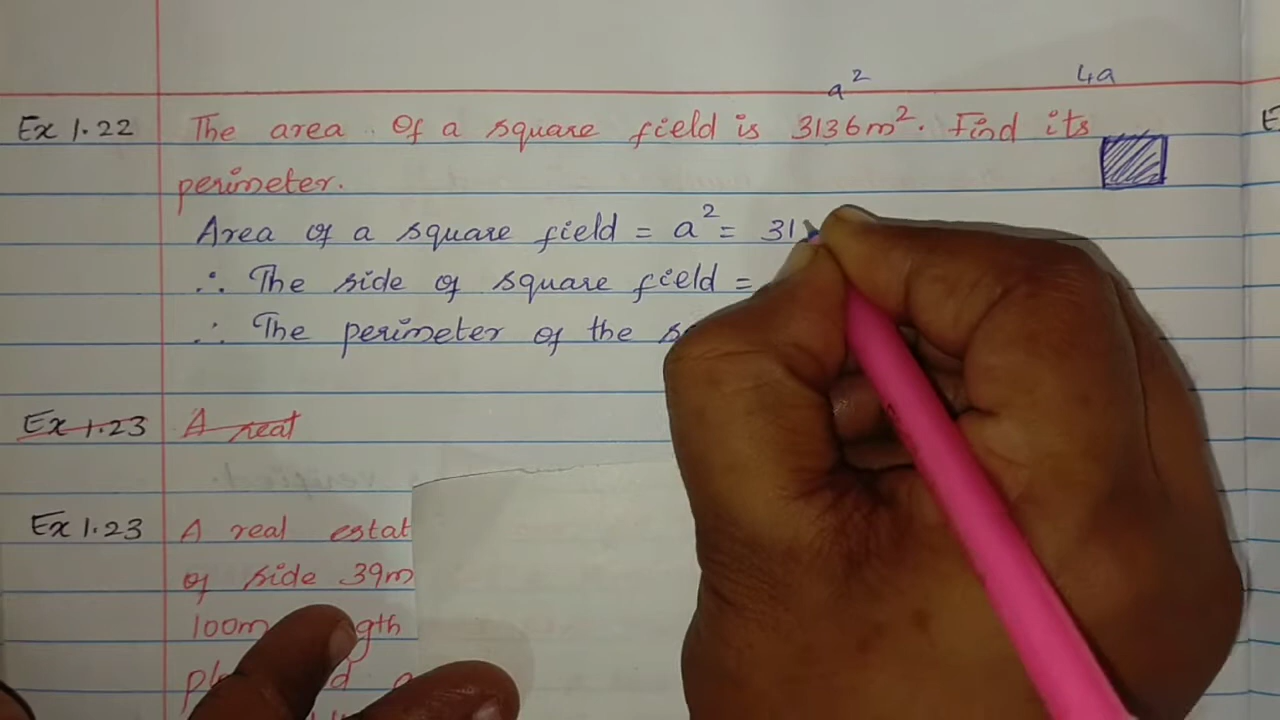 a² 4a
Ex 1.22 The area of a square field is 3136m². Find its
perimeter.
Area of a square field = a² = 31
∴ The side of square field =
∴ The perimeter of the
Ex 1.23 A real
Ex 1.23 A real estat
of side 39m
100m gth